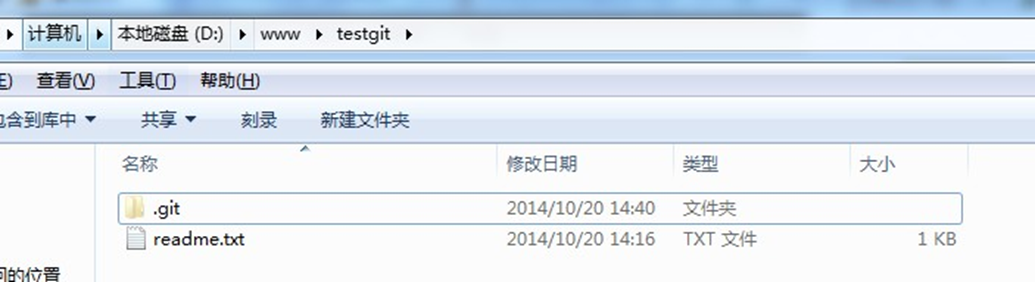 计算机 本地磁盘 (D:) www testgit
E) 查看(V) 工具(T) 帮助(H)
包含到库中 共享 刻录 新建文件夹
名称 修改日期 类型 大小
.git 2014/10/20 14:40 文件夹
readme.txt 2014/10/20 14:16 TXT 文件 1 KB
问的位置